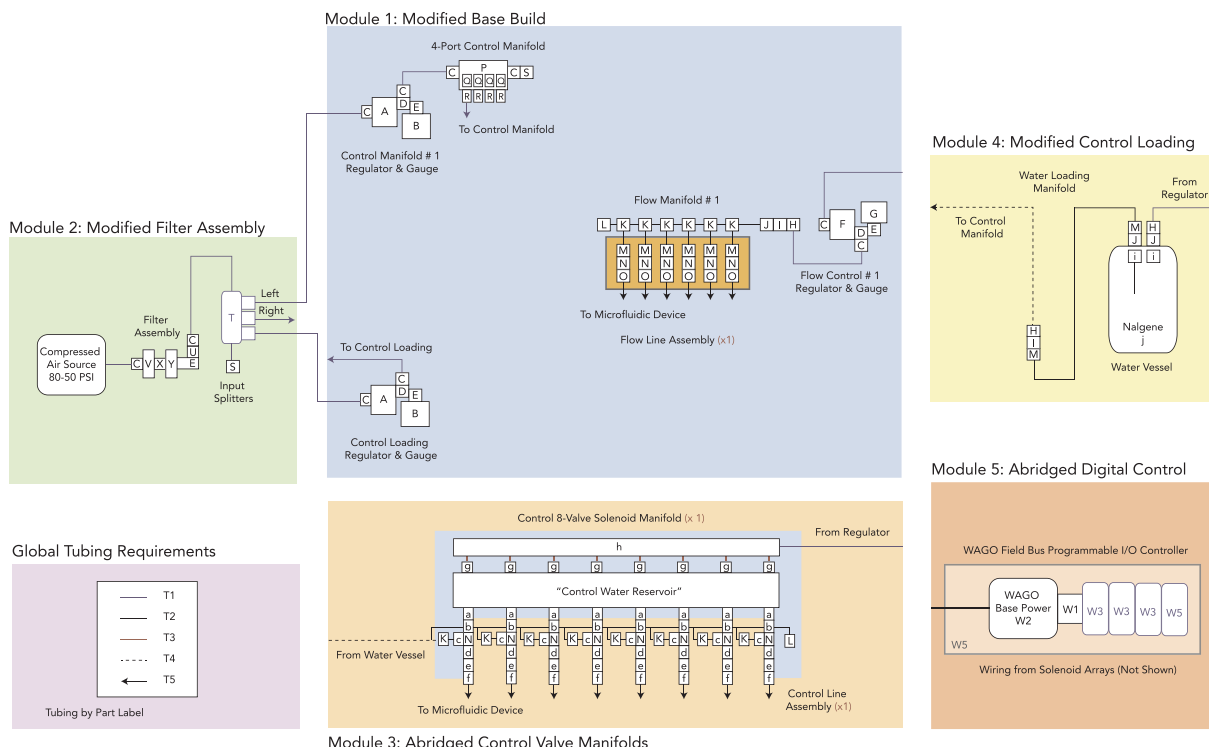 Module 1: Modified Base Build
4-Port Control Manifold
C
P
C S
Q Q Q Q
R R R R
To Control Manifold
C
A
C
D
E
B
Control Manifold # 1
Regulator & Gauge
Flow Manifold # 1
L K K K K K K J I H
M M M M M M
N N N N N N
O O O O O O
To Microfluidic Device
Flow Line Assembly (x1)
C
F
G
D E
C
Flow Control # 1
Regulator & Gauge
To Control Loading
C
A
C
D
E
B
Control Loading
Regulator & Gauge
Module 2: Modified Filter Assembly
Compressed
Air Source
80-50 PSI
Filter
Assembly
C V X Y E
U
C
T
Left
Right
S
Input
Splitters
Module 4: Modified Control Loading
Water Loading
Manifold
From
Regulator
To Control
Manifold
M H
J J
i i
H
I
M
Nalgene
j
Water Vessel
Global Tubing Requirements
T1
T2
T3
T4
T5
Tubing by Part Label
Control 8-Valve Solenoid Manifold (x 1)
From Regulator
h
g g g g g g g g
"Control Water Reservoir"
a a a a a a a a
b b b b b b b b
K c N K c N K c N K c N K c N K c N K c N K c N L
d d d d d d d d
e e e e e e e e
f f f f f f f f
From Water Vessel
To Microfluidic Device
Control Line
Assembly (x1)
Module 3: Abridged Control Valve Manifolds
Module 5: Abridged Digital Control
WAGO Field Bus Programmable I/O Controller
WAGO
Base Power
W2
W1 W3 W3 W3 W5
W5
Wiring from Solenoid Arrays (Not Shown)